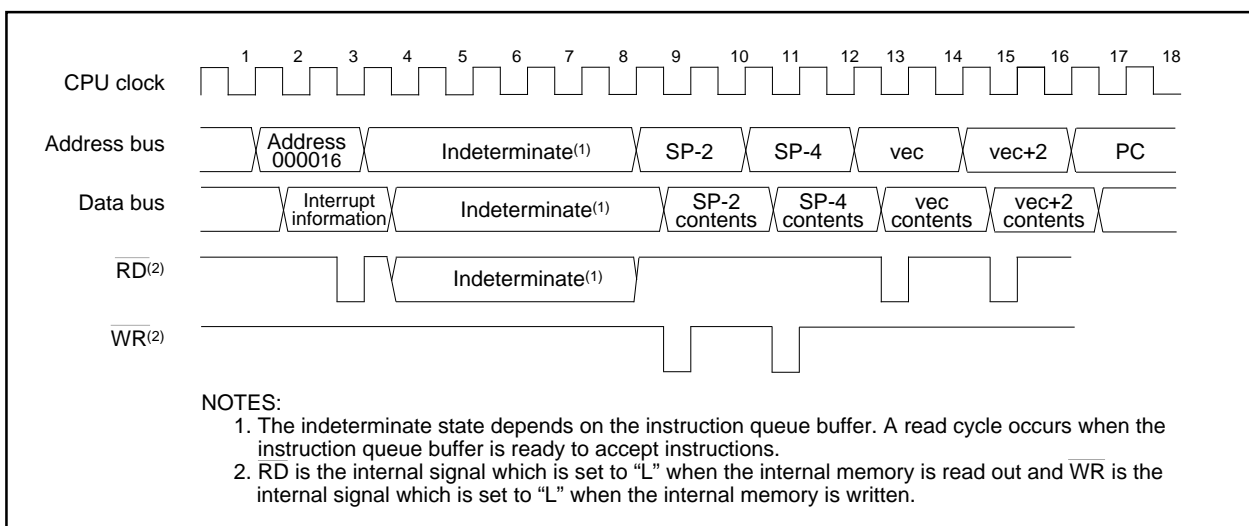 1 2 3 4 5 6 7 8 9 10 11 12 13 14 15 16 17 18
CPU clock
Address bus
Address
000016
Indeterminate(1)
SP-2
SP-4
vec
vec+2
PC
Data bus
Interrupt
information
Indeterminate(1)
SP-2
contents
SP-4
contents
vec
contents
vec+2
contents
RD(2)
Indeterminate(1)
WR(2)
NOTES:
1. The indeterminate state depends on the instruction queue buffer. A read cycle occurs when the
instruction queue buffer is ready to accept instructions.
2. RD is the internal signal which is set to “L” when the internal memory is read out and WR is the
internal signal which is set to “L” when the internal memory is written.